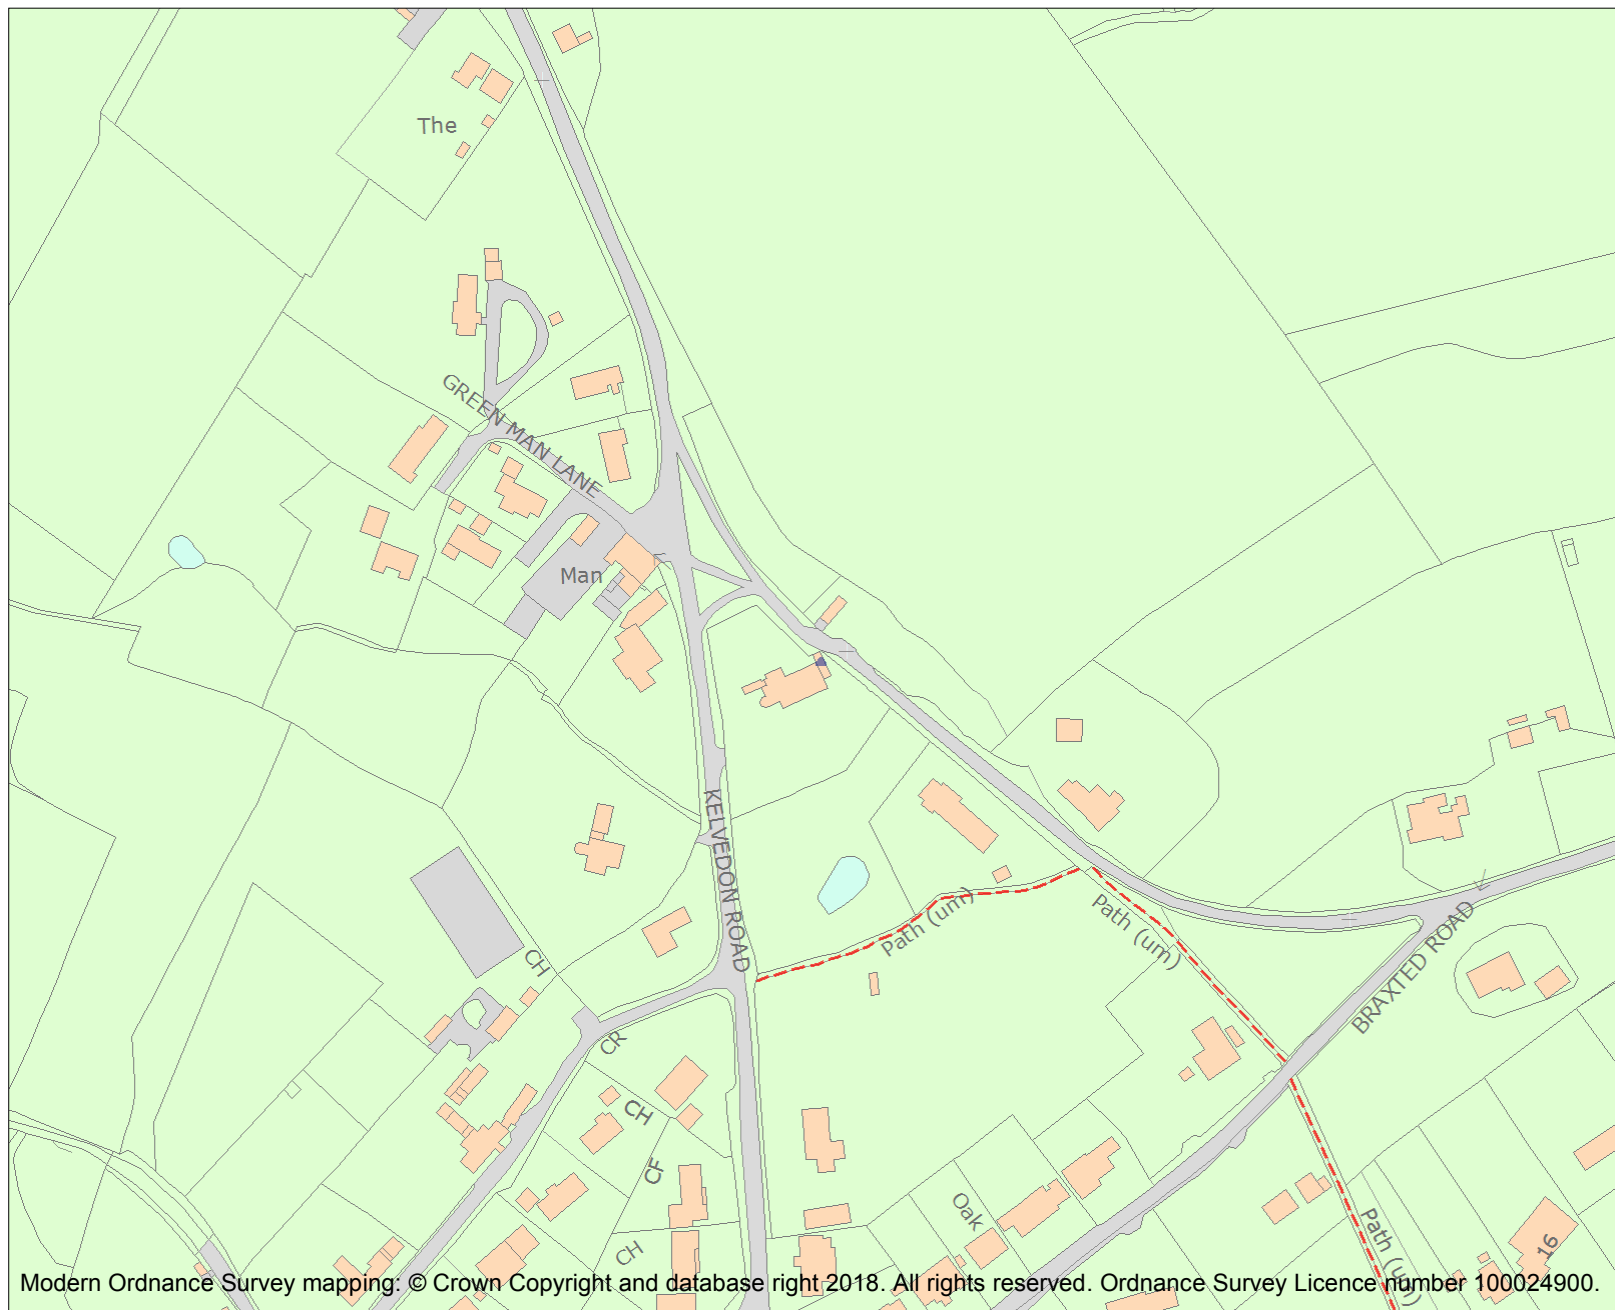 The
GREEN MAN LANE
Man
KELVEDON ROAD
Path (um)
Path (um)
BRAXTED ROAD
CH
CR
CH
CF
Oak
CH
Path (um)
16
Modern Ordnance Survey mapping: © Crown Copyright and database right 2018. All rights reserved. Ordnance Survey Licence number 100024900.